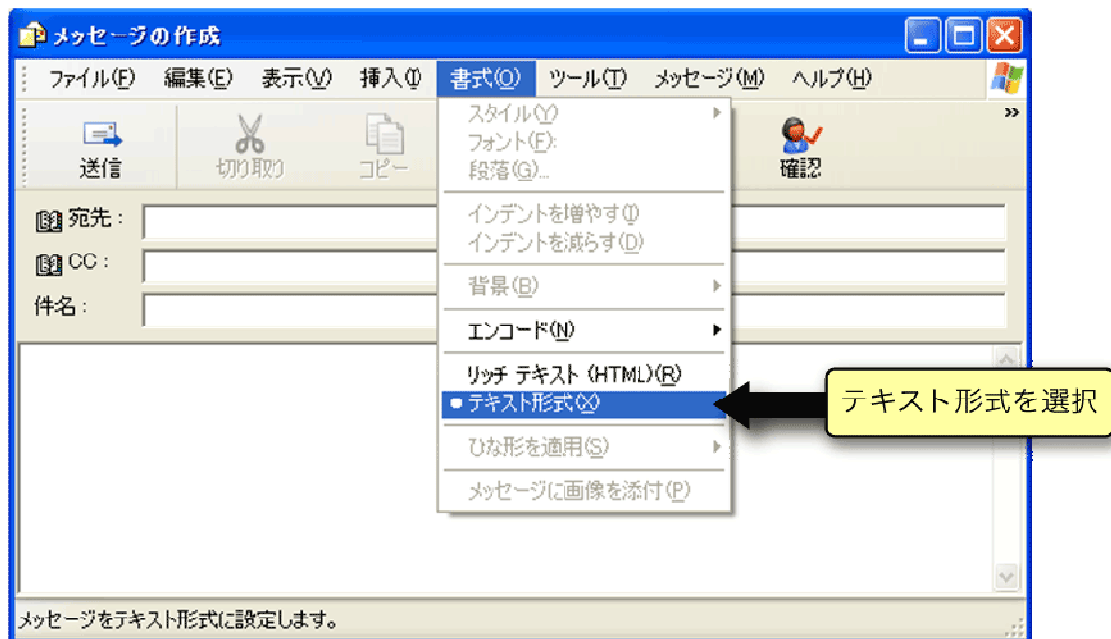 メッセージの作成
ファイル(F) 編集(E) 表示(V) 挿入(I) 書式(O) ツール(T) メッセージ(M) ヘルプ(H)
送信 切り取り コピー 確認 »
スタイル(Y)
フォント(F):
段落(G)...
インデントを増やす(I)
インデントを減らす(D)
背景(B)
エンコード(N)
リッチ テキスト (HTML)(R)
テキスト形式(X)
ひな形を適用(S)
メッセージに画像を添付(P)
宛先:
CC:
件名:
テキスト形式を選択
メッセージをテキスト形式に設定します。